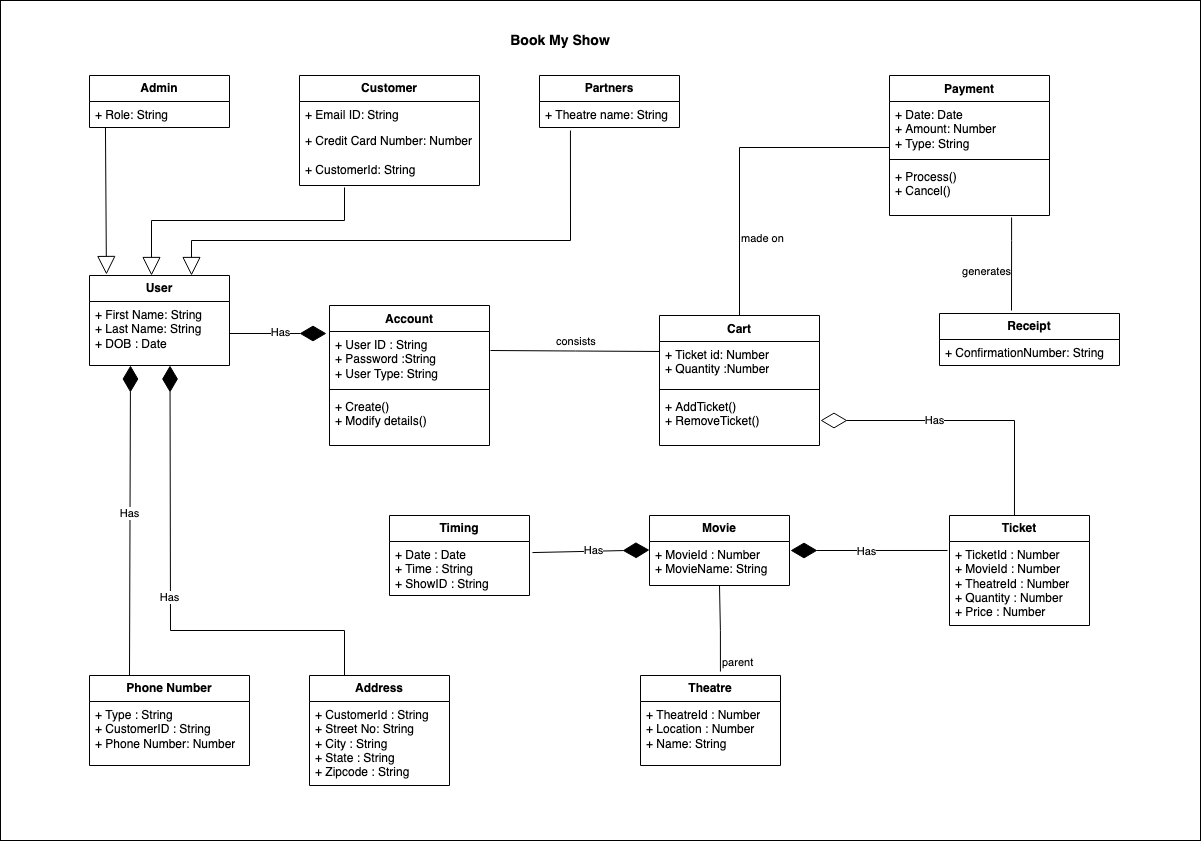 Book My Show
Admin
+ Role: String
Customer
+ Email ID: String
+ Credit Card Number: Number
+ CustomerId: String
Partners
+ Theatre name: String
Payment
+ Date: Date
+ Amount: Number
+ Type: String
+ Process()
+ Cancel()
made on
generates
User
+ First Name: String
+ Last Name: String
+ DOB : Date
Has
Account
+ User ID : String
+ Password :String
+ User Type: String
+ Create()
+ Modify details()
consists
Cart
+ Ticket id: Number
+ Quantity :Number
+ AddTicket()
+ RemoveTicket()
Receipt
+ ConfirmationNumber: String
Has
Has
Has
Timing
+ Date : Date
+ Time : String
+ ShowID : String
Has
Movie
+ MovieId : Number
+ MovieName: String
Has
Ticket
+ TicketId : Number
+ MovieId : Number
+ TheatreId : Number
+ Quantity : Number
+ Price : Number
parent
Phone Number
+ Type : String
+ CustomerID : String
+ Phone Number: Number
Address
+ CustomerId : String
+ Street No: String
+ City : String
+ State : String
+ Zipcode : String
Theatre
+ TheatreId : Number
+ Location : Number
+ Name: String